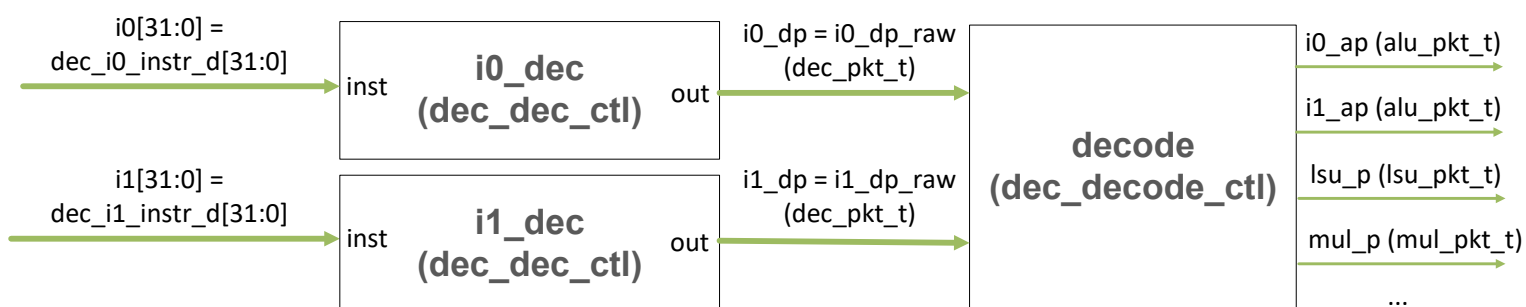 i0[31:0] =
dec_i0_instr_d[31:0]
inst
i0_dec
(dec_dec_ctl)
out
i0_dp = i0_dp_raw
(dec_pkt_t)
i1[31:0] =
dec_i1_instr_d[31:0]
inst
i1_dec
(dec_dec_ctl)
out
i1_dp = i1_dp_raw
(dec_pkt_t)
decode
(dec_decode_ctl)
i0_ap (alu_pkt_t)
i1_ap (alu_pkt_t)
lsu_p (lsu_pkt_t)
mul_p (mul_pkt_t)
...